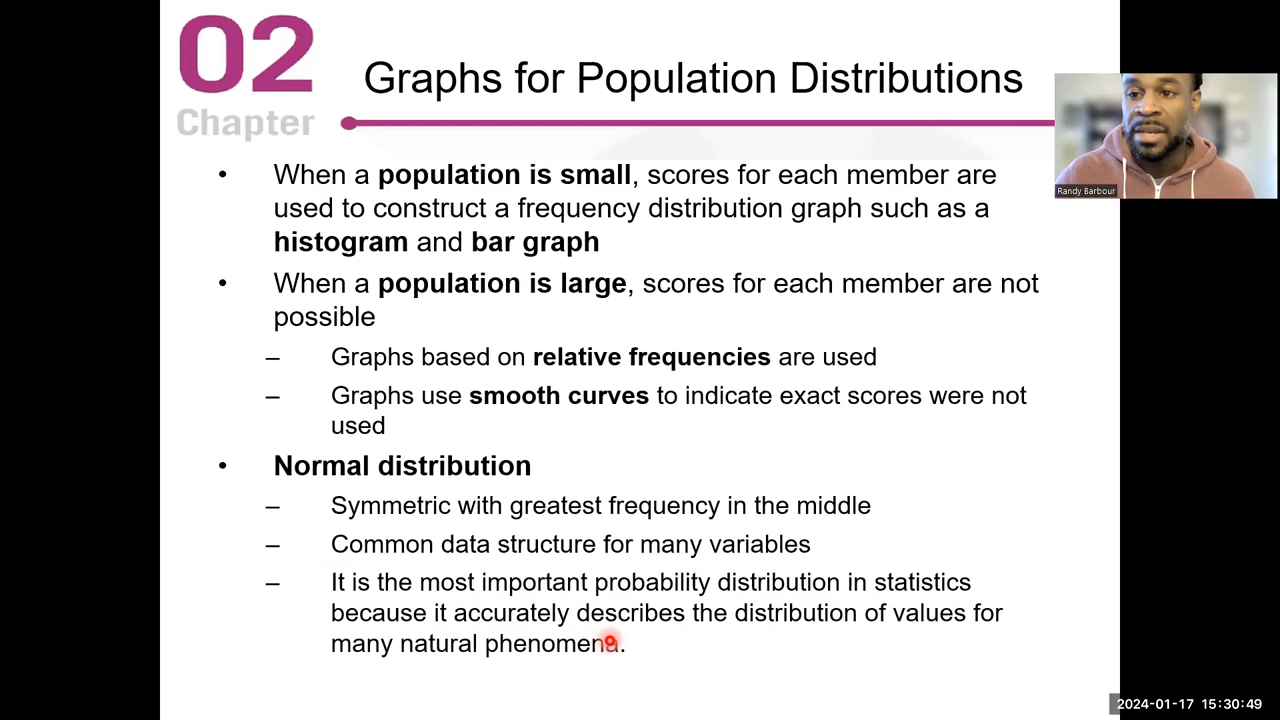 02
Chapter
Graphs for Population Distributions
• When a population is small, scores for each member are
used to construct a frequency distribution graph such as a
histogram and bar graph
• When a population is large, scores for each member are not
possible
– Graphs based on relative frequencies are used
– Graphs use smooth curves to indicate exact scores were not
used
• Normal distribution
– Symmetric with greatest frequency in the middle
– Common data structure for many variables
– It is the most important probability distribution in statistics
because it accurately describes the distribution of values for
many natural phenomena.
Randy Barbour
2024-01-17 15:30:49